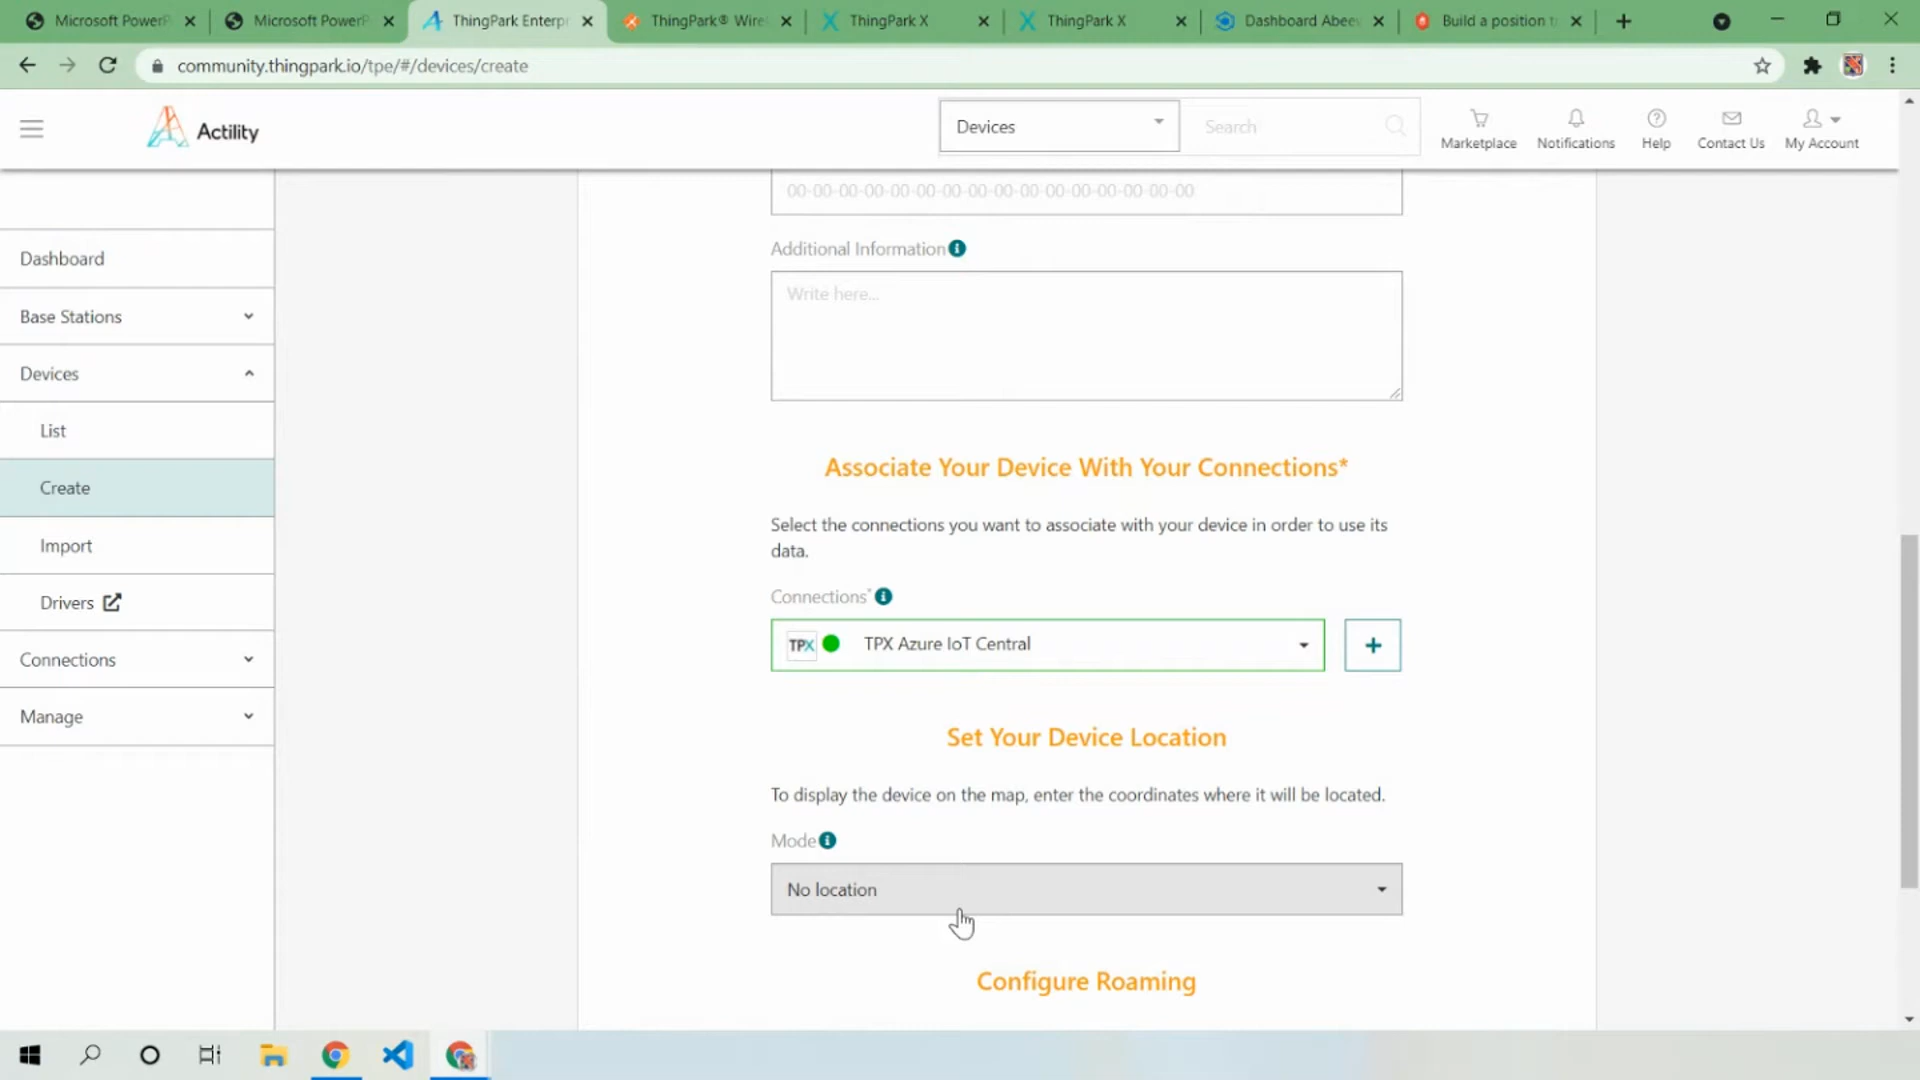 Microsoft PowerP
Microsoft PowerP
ThingPark Enterpr
ThingPark® Wire
ThingPark X
ThingPark X
Dashboard Abee
Build a position t
community.thingpark.io/tpe/#/devices/create
Actility
Devices
Search
Marketplace
Notifications
Help
Contact Us
My Account
Dashboard
Base Stations
Devices
List
Create
Import
Drivers
Connections
Manage
00-00-00-00-00-00-00-00-00-00-00-00-00-00-00-00
Additional Information
Write here...
Associate Your Device With Your Connections*
Select the connections you want to associate with your device in order to use its
data.
Connections*
TPX TPX Azure IoT Central
+
Set Your Device Location
To display the device on the map, enter the coordinates where it will be located.
Mode
No location
Configure Roaming